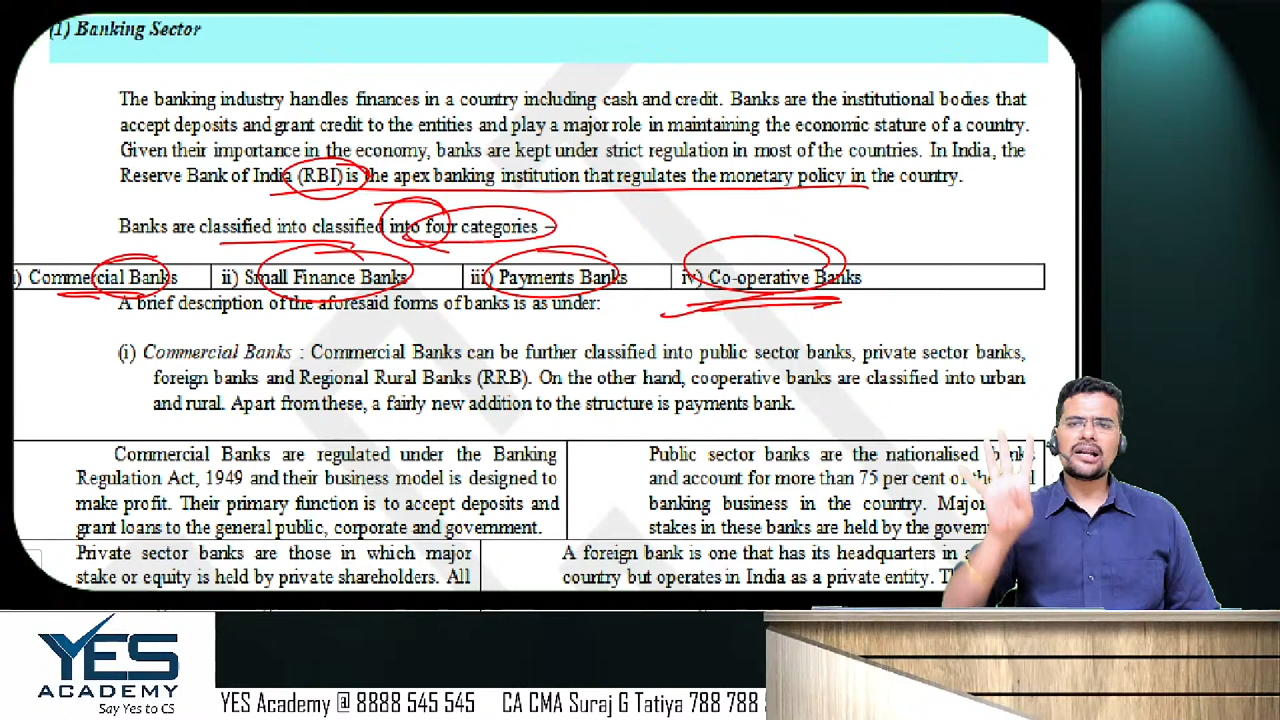 (1) Banking Sector
The banking industry handles finances in a country including cash and credit. Banks are the institutional bodies that
accept deposits and grant credit to the entities and play a major role in maintaining the economic stature of a country.
Given their importance in the economy, banks are kept under strict regulation in most of the countries. In India, the
Reserve Bank of India (RBI) is the apex banking institution that regulates the monetary policy in the country.
Banks are classified into classified into four categories –
i) Commercial Banks ii) Small Finance Banks iii) Payments Banks iv) Co-operative Banks
A brief description of the aforesaid forms of banks is as under:
(i) Commercial Banks : Commercial Banks can be further classified into public sector banks, private sector banks,
foreign banks and Regional Rural Banks (RRB). On the other hand, cooperative banks are classified into urban
and rural. Apart from these, a fairly new addition to the structure is payments bank.
Commercial Banks are regulated under the Banking
Regulation Act, 1949 and their business model is designed to
make profit. Their primary function is to accept deposits and
grant loans to the general public, corporate and government.
Public sector banks are the nationalised banks
and account for more than 75 per cent of the
banking business in the country. Major
stakes in these banks are held by the
Private sector banks are those in which major
stake or equity is held by private shareholders. All
A foreign bank is one that has its headquarters in a
country but operates in India as a private entity.
YES
ACADEMY
Say Yes to CS
YES Academy @ 8888 545 545 CA CMA Suraj G Tatiya 788 788